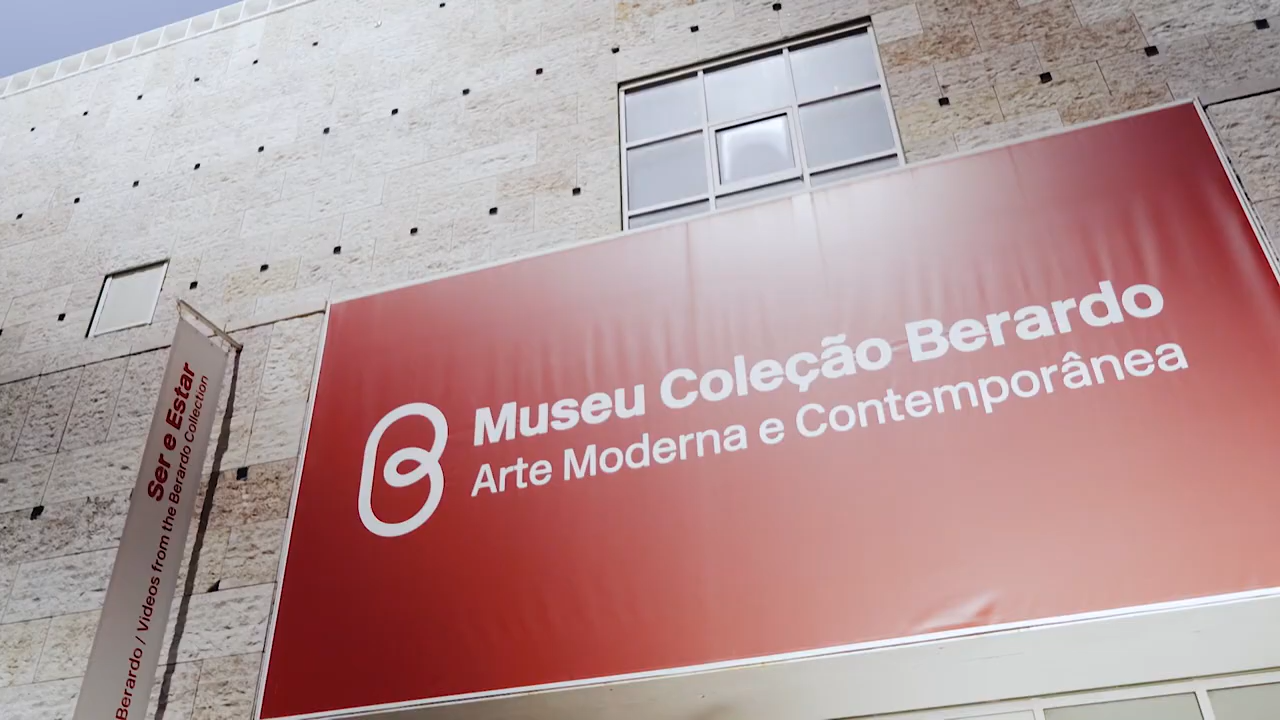 Museu Coleção Berardo
Arte Moderna e Contemporânea
Ser e Estar
Berardo / Videos from the Berardo Collection